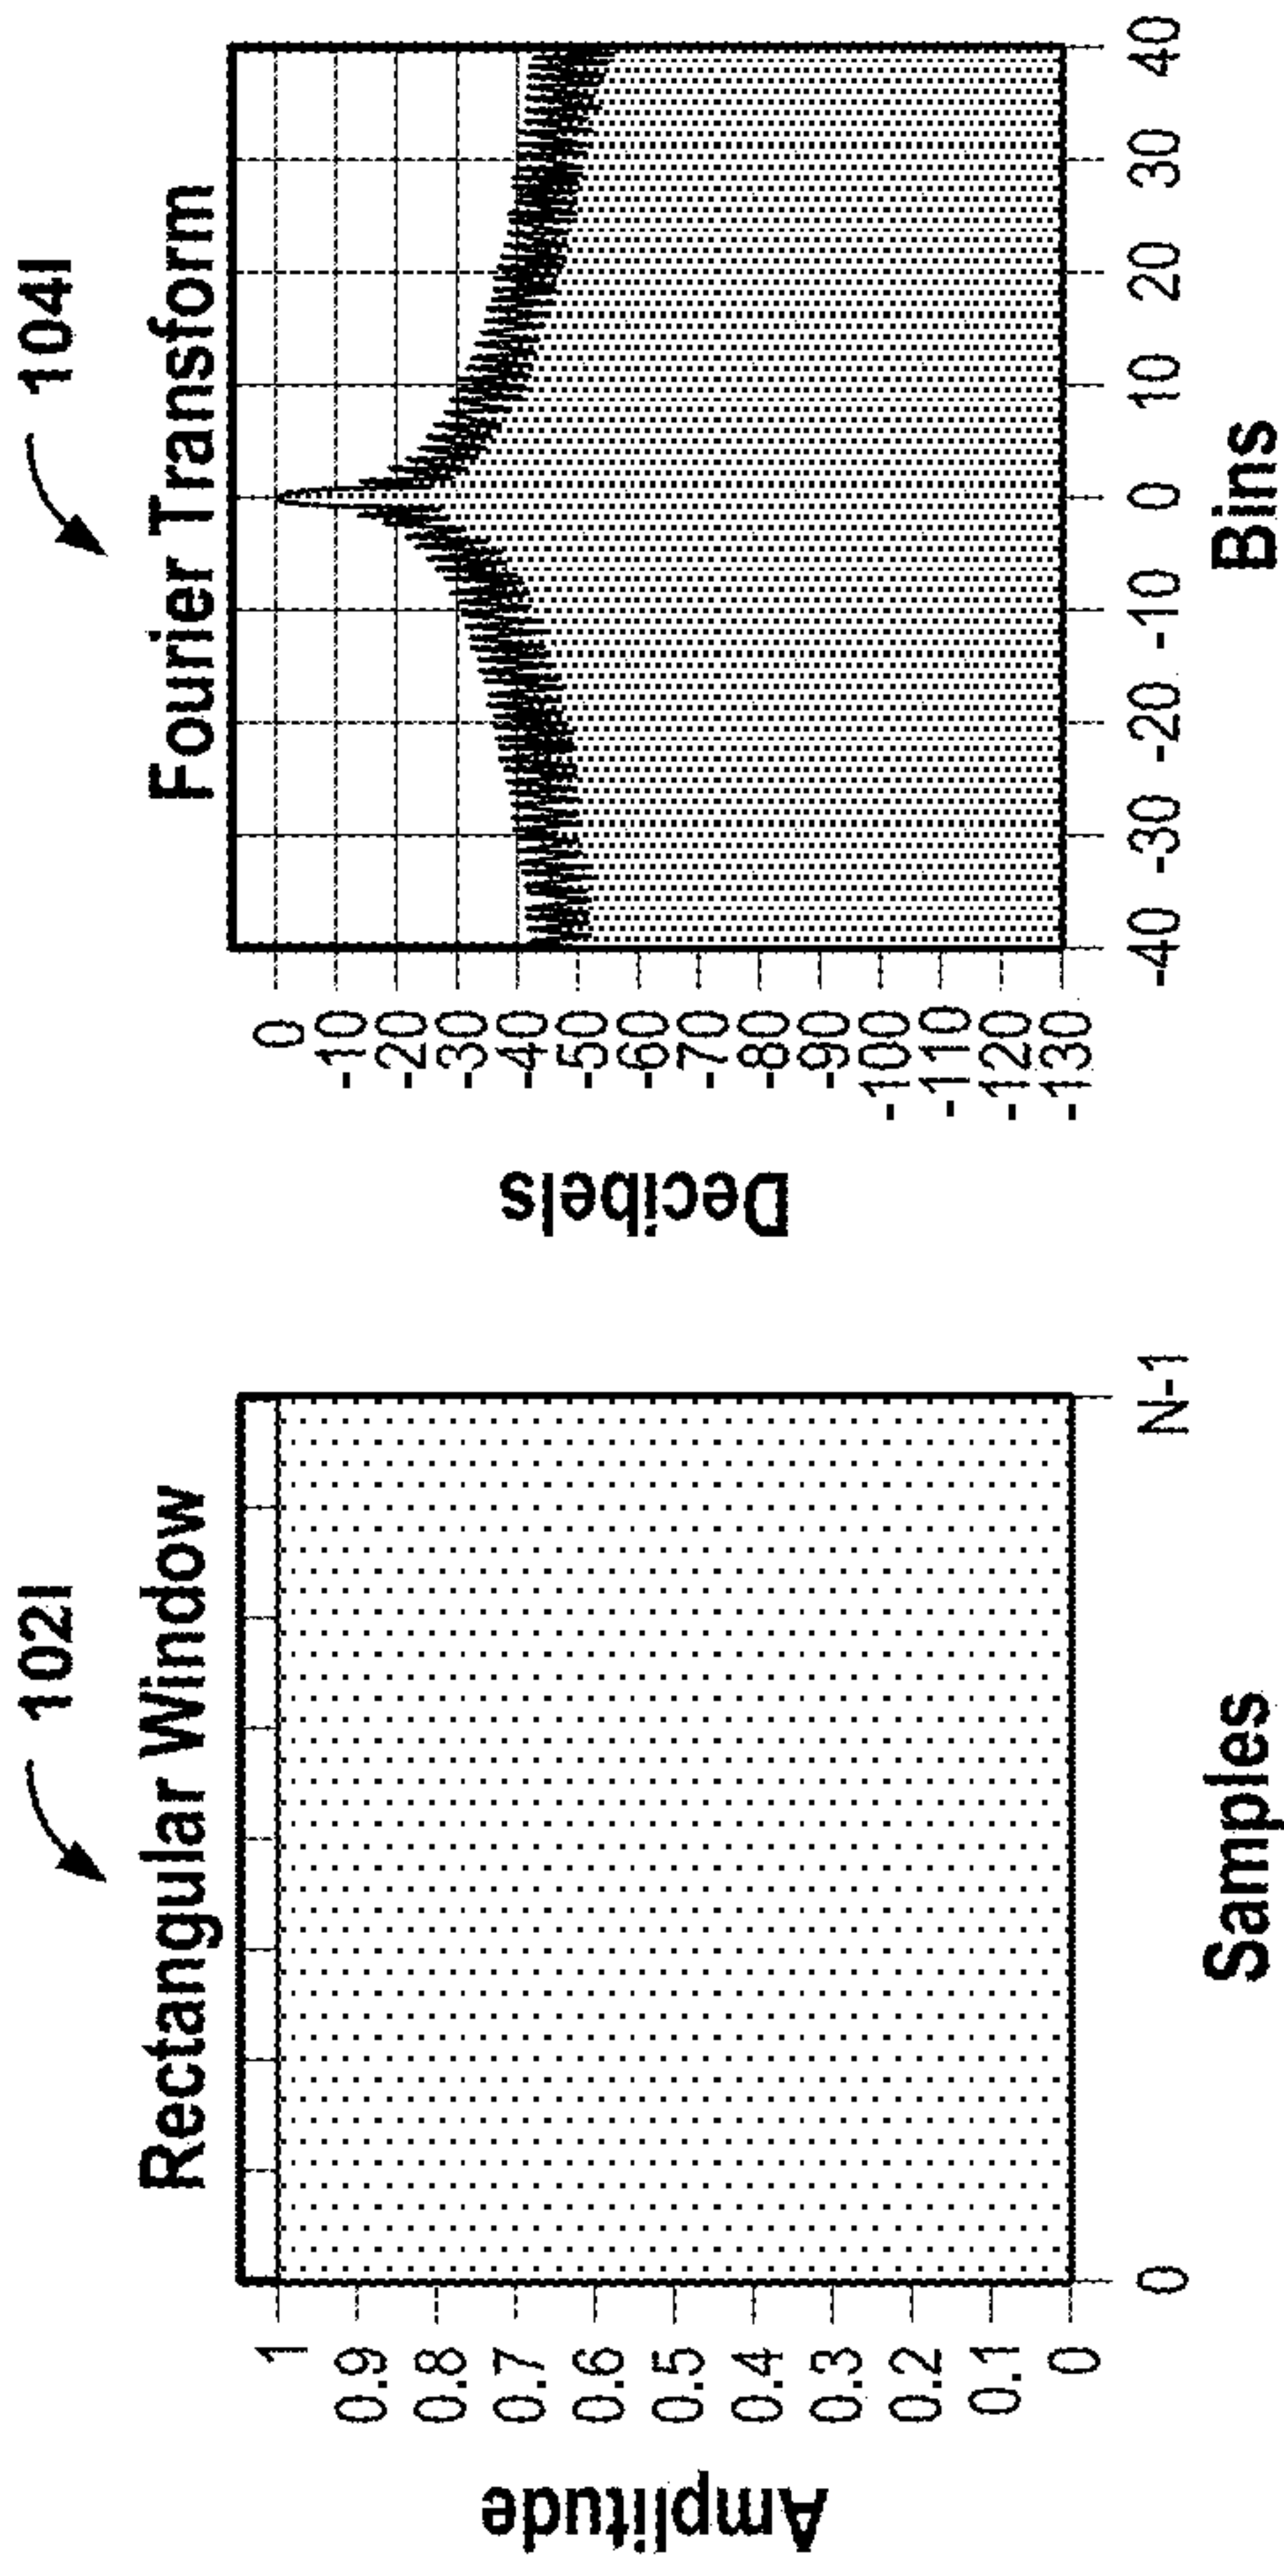 102I
Rectangular Window
Amplitude
1
0.9
0.8
0.7
0.6
0.5
0.4
0.3
0.2
0.1
0
0
N-1
Samples
104I
Fourier Transform
Decibels
0
-10
-20
-30
-40
-50
-60
-70
-80
-90
-100
-110
-120
-130
-40 -30 -20 -10 0 10 20 30 40
Bins